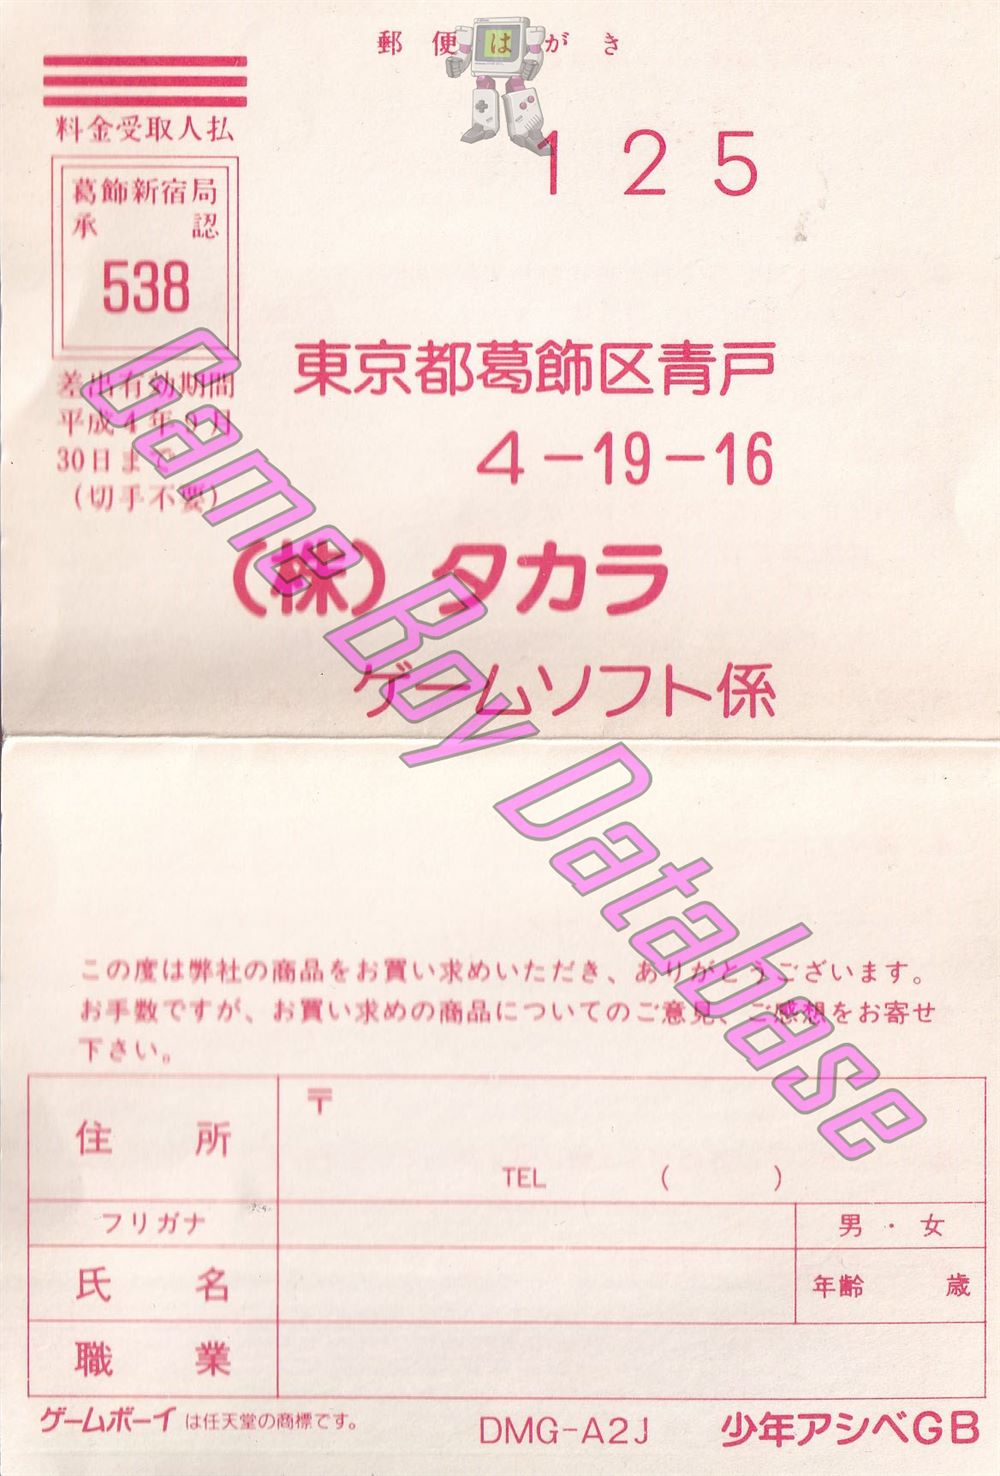 郵便はがき
料金受取人払
葛飾新宿局
承認
538
差出有効期間
平成4年9月
30日まで
（切手不要）
125
東京都葛飾区青戸
4-19-16
（株）タカラ
ゲームソフト係
Game Boy Database
この度は弊社の商品をお買い求めいただき、ありがとうございます。
お手数ですが、お買い求めの商品についてのご意見、ご感想をお寄せ
下さい。
住所
〒
TEL ( )
フリガナ
男・女
氏名
年齢 歳
職業
ゲームボーイは任天堂の商標です。
DMG-A2J
少年アシベGB